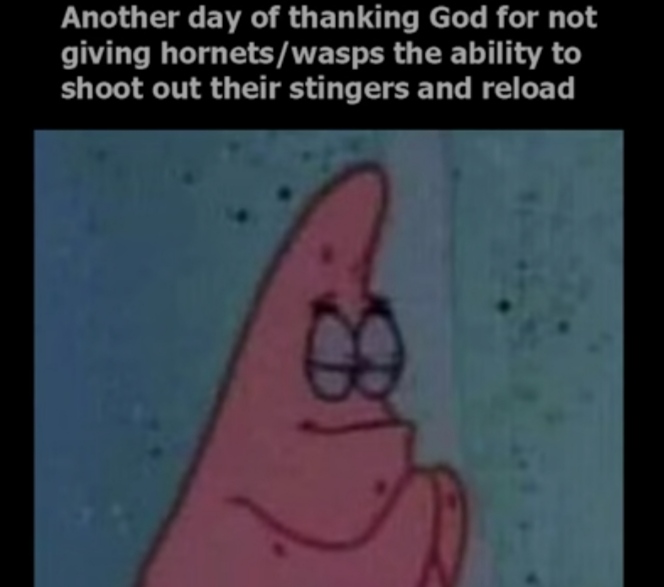 Another day of thanking God for not
giving hornets/wasps the ability to
shoot out their stingers and reload